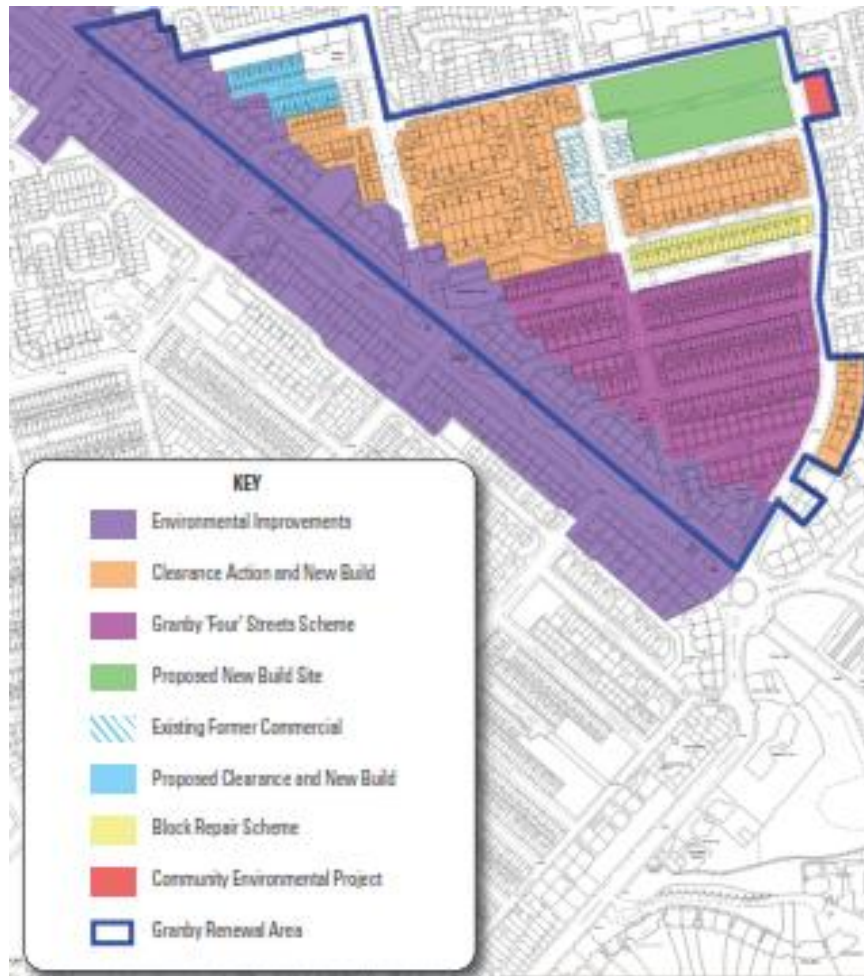 KEY
Environmental Improvements
Clearance Action and New Build
Granby 'Four' Streets Scheme
Proposed New Build Site
Existing Former Commercial
Proposed Clearance and New Build
Block Repair Scheme
Community Environmental Project
Granby Renewal Area